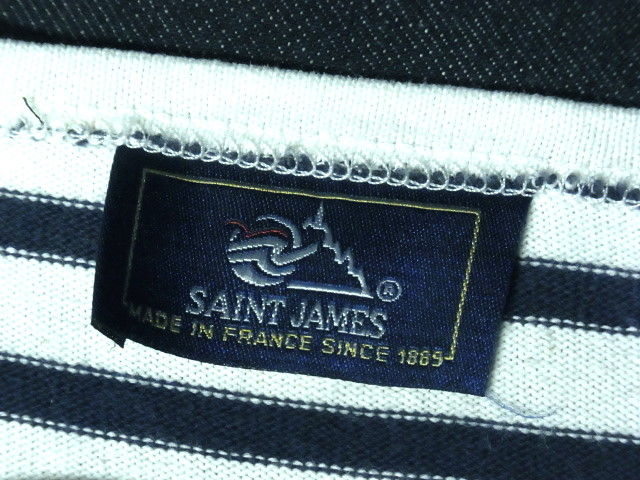 ®
SAINT JAMES
MADE IN FRANCE SINCE 1889